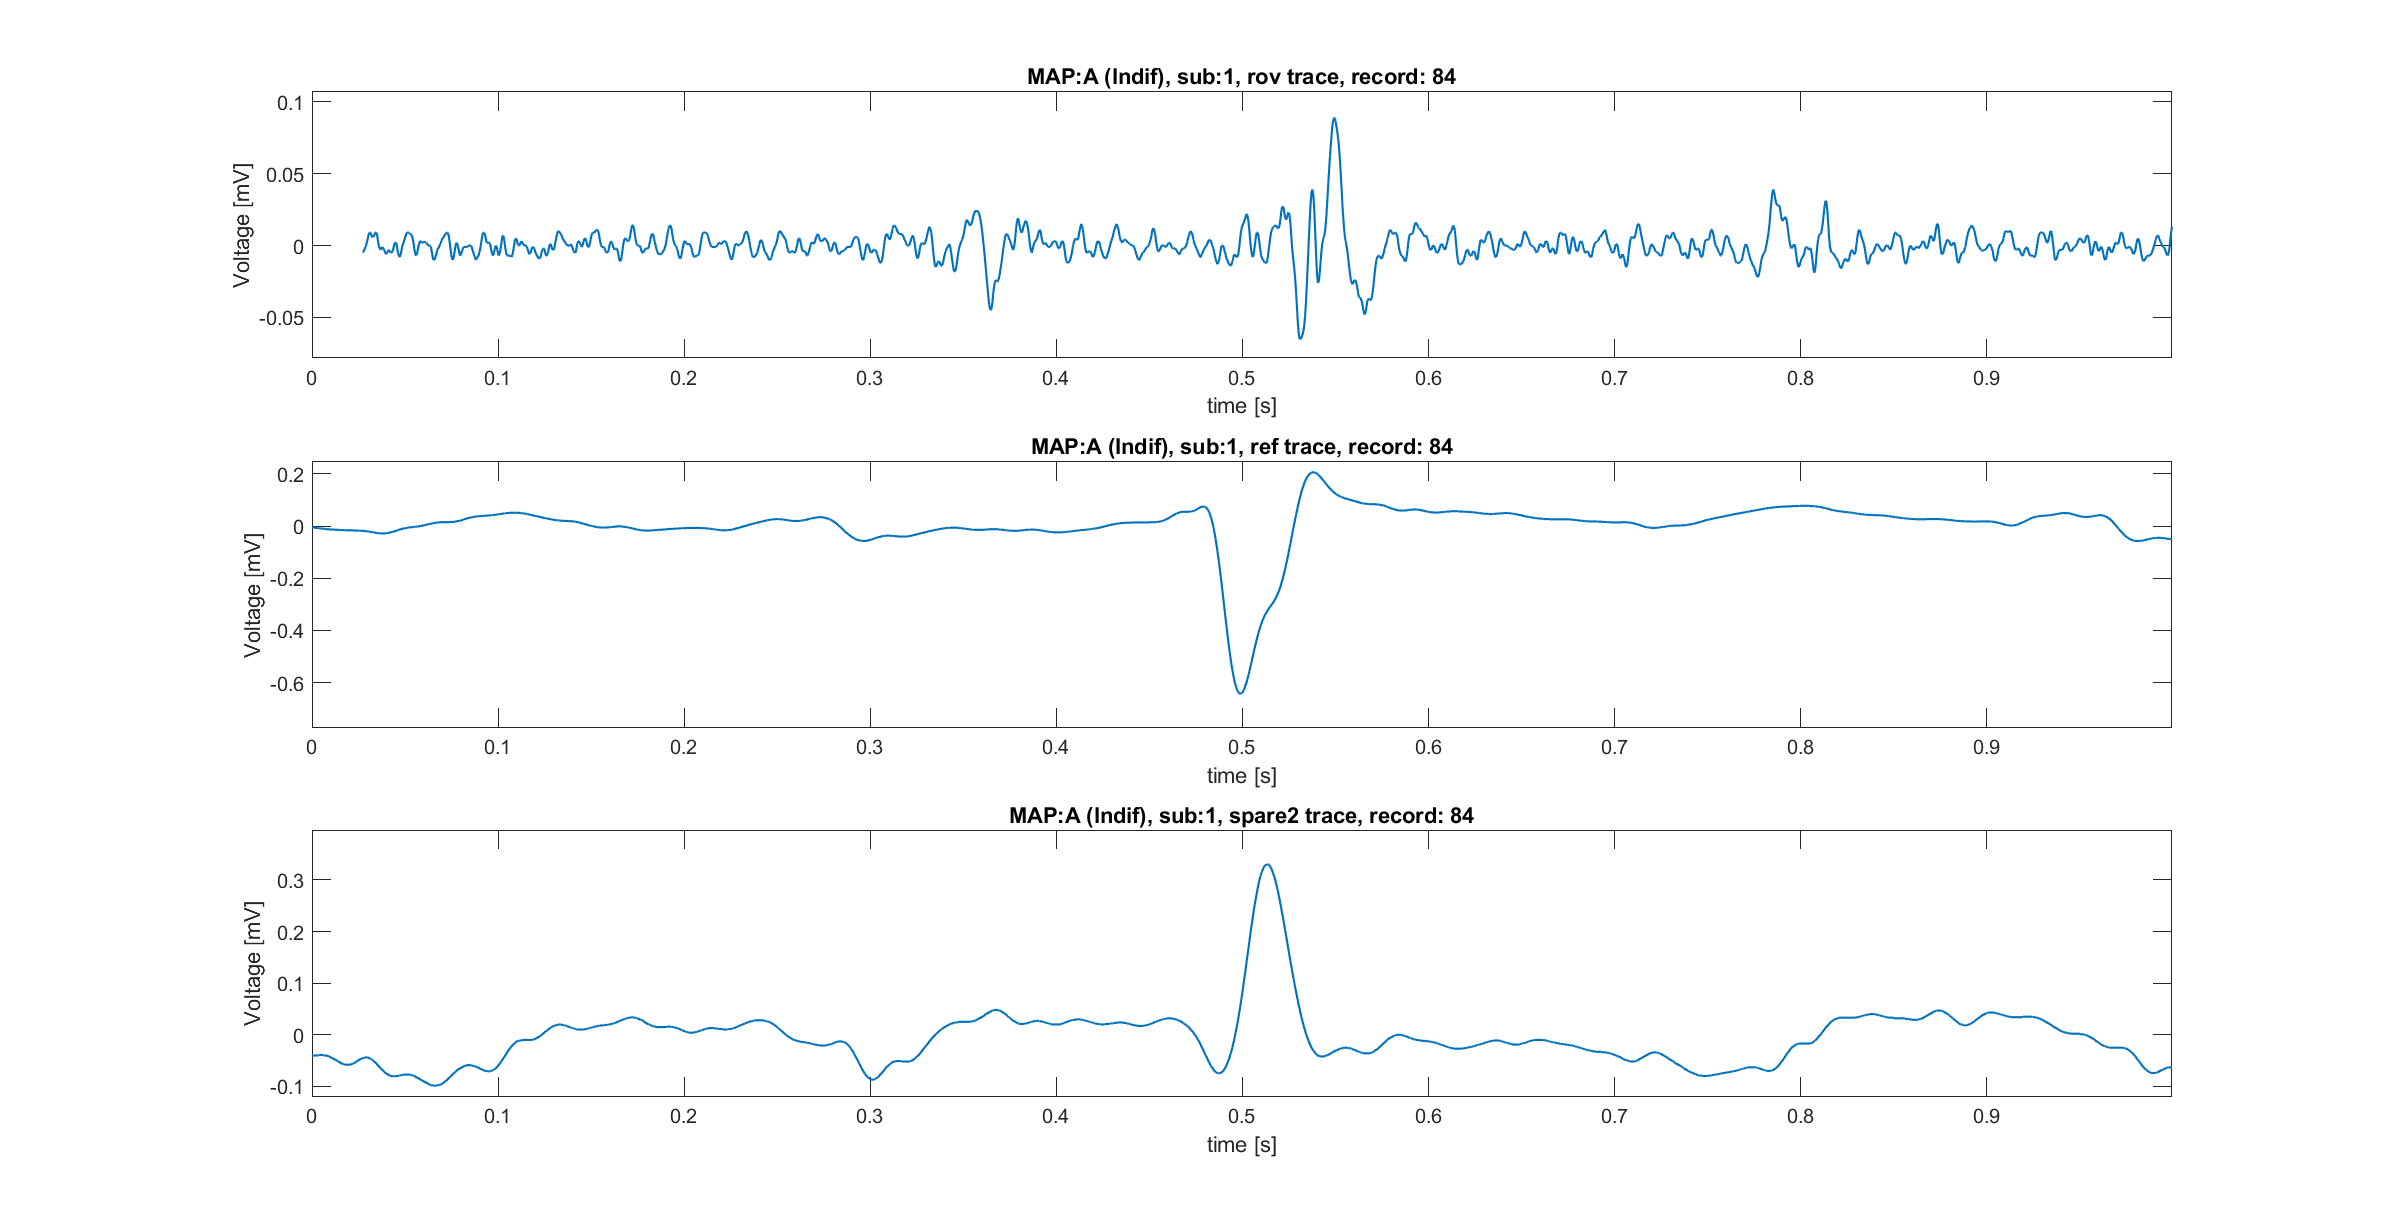 MAP:A (Indif), sub:1, rov trace, record: 84
Voltage [mV]
0.1
0.05
0
-0.05
0 0.1 0.2 0.3 0.4 0.5 0.6 0.7 0.8 0.9
time [s]
MAP:A (Indif), sub:1, ref trace, record: 84
Voltage [mV]
0.2
0
-0.2
-0.4
-0.6
0 0.1 0.2 0.3 0.4 0.5 0.6 0.7 0.8 0.9
time [s]
MAP:A (Indif), sub:1, spare2 trace, record: 84
Voltage [mV]
0.3
0.2
0.1
0
-0.1
0 0.1 0.2 0.3 0.4 0.5 0.6 0.7 0.8 0.9
time [s]